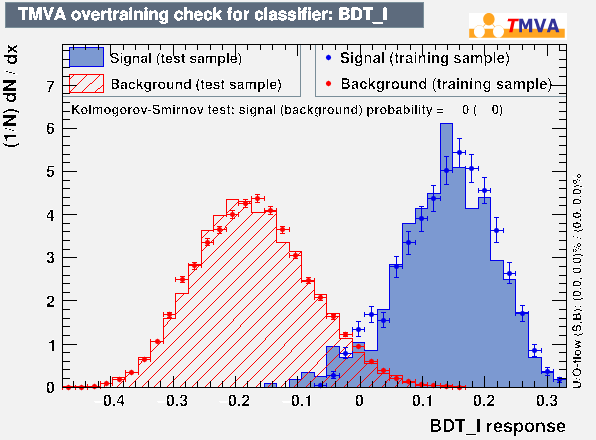 TMVA overtraining check for classifier: BDT_I
TMVA
Signal (test sample)
Signal (training sample)
Background (test sample)
Background (training sample)
Kolmogorov-Smirnov test: signal (background) probability = 0 ( 0)
(1/N) dN / dx
7
6
5
4
3
2
1
0
-0.4 -0.3 -0.2 -0.1 0 0.1 0.2 0.3
BDT_I response
U/O-flow (S,B): (0.0, 0.0)% / (0.0, 0.0)%